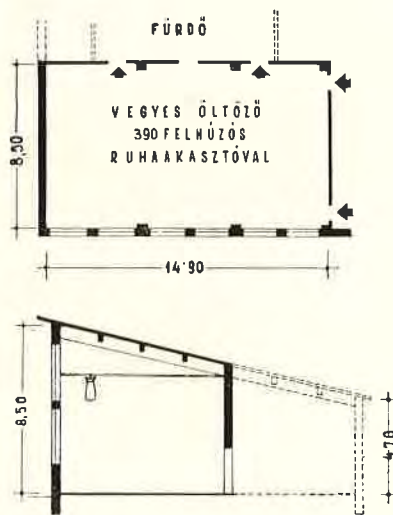 FÜRDŐ
VEGYES ÖLTÖZŐ
390 FELHÚZÓS
RUHAAKASZTÓVAL
8,50
14'90
8,50
4,70